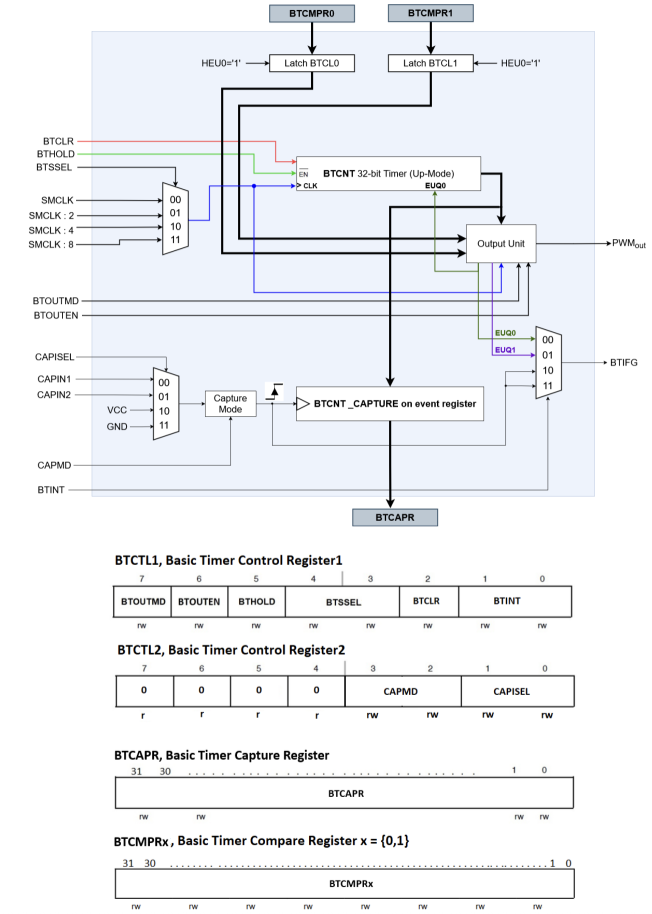 BTCMPR0 BTCMPR1
HEU0='1' Latch BTCL0 Latch BTCL1 HEU0='1'
BTCLR
BTHOLD
BTSSEL
EN BTCNT 32-bit Timer (Up-Mode)
> CLK EUQ0
SMCLK 00
SMCLK : 2 01
SMCLK : 4 10
SMCLK : 8 11
Output Unit PWMout
BTOUTMD
BTOUTEN
EUQ0 00
EUQ1 01
10
11
BTIFG
CAPISEL
CAPIN1 00
CAPIN2 01
VCC 10
GND 11
Capture
Mode
BTCNT _CAPTURE on event register
CAPMD
BTINT
BTCAPR
BTCTL1, Basic Timer Control Register1
7 6 5 4 3 2 1 0
BTOUTMD BTOUTEN BTHOLD BTSSEL BTCLR BTINT
rw rw rw rw rw rw rw rw
BTCTL2, Basic Timer Control Register2
7 6 5 4 3 2 1 0
0 0 0 0 CAPMD CAPISEL
r r r r rw rw rw rw
BTCAPR, Basic Timer Capture Register
31 30 . . . . . . . . . . . . . . . . . . . . . . . . . . . . . . 1 0
BTCAPR
rw rw rw rw
BTCMPRx , Basic Timer Compare Register x = {0,1}
31 30 ................................................................ 1 0
BTCMPRx
rw rw rw rw rw rw rw rw